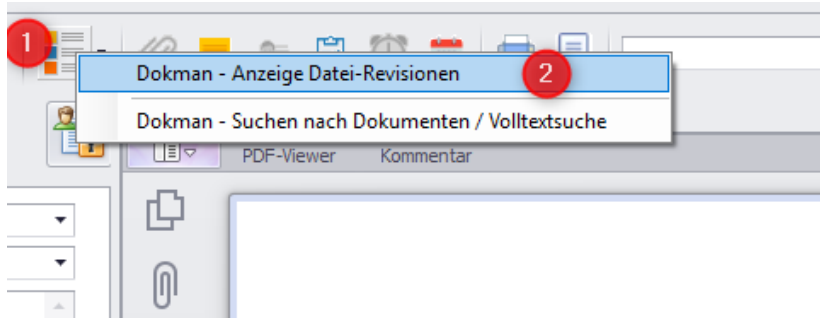 1
Dokman - Anzeige Datei-Revisionen 2
Dokman - Suchen nach Dokumenten / Volltextsuche
PDF-Viewer Kommentar